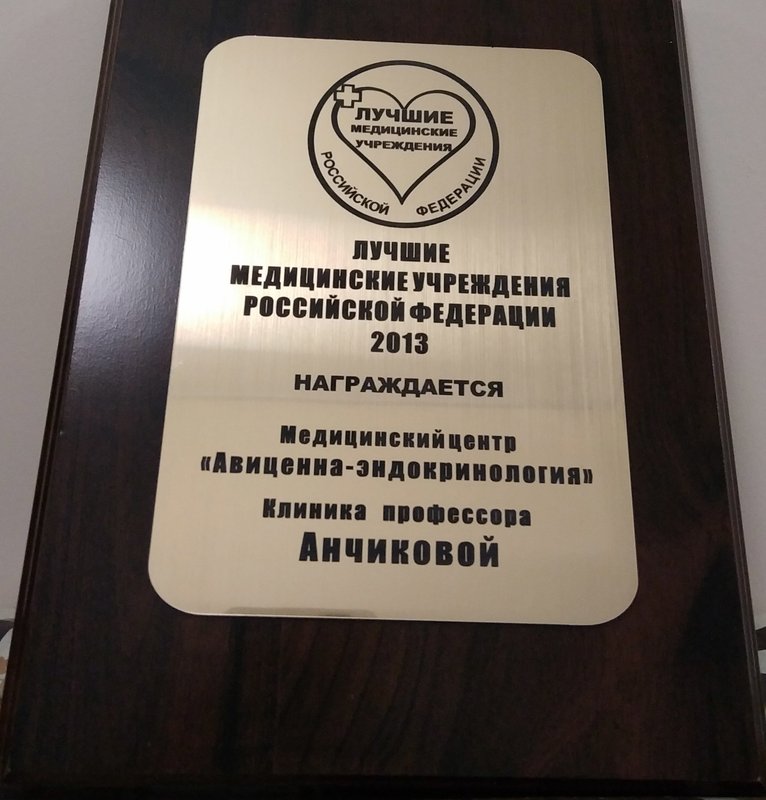 ЛУЧШИЕ
МЕДИЦИНСКИЕ
УЧРЕЖДЕНИЯ
РОССИЙСКОЙ ФЕДЕРАЦИИ
ЛУЧШИЕ
МЕДИЦИНСКИЕ УЧРЕЖДЕНИЯ
РОССИЙСКОЙ ФЕДЕРАЦИИ
2013
НАГРАЖДАЕТСЯ
Медицинский центр
«Авиценна-эндокринология»
Клиника профессора
Анчиковой